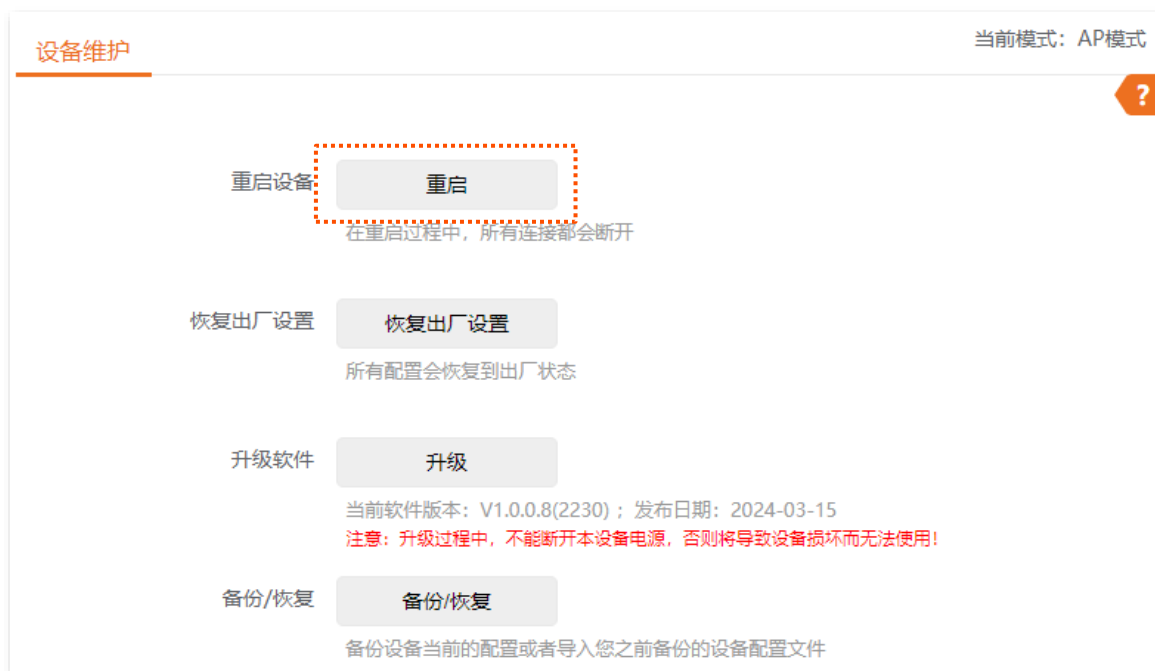 设备维护
当前模式：AP模式
?
重启设备
重启
在重启过程中，所有连接都会断开
恢复出厂设置
恢复出厂设置
所有配置会恢复到出厂状态
升级软件
升级
当前软件版本：V1.0.0.8(2230)；发布日期：2024-03-15
注意：升级过程中，不能断开本设备电源，否则将导致设备损坏而无法使用！
备份/恢复
备份/恢复
备份设备当前的配置或者导入您之前备份的设备配置文件